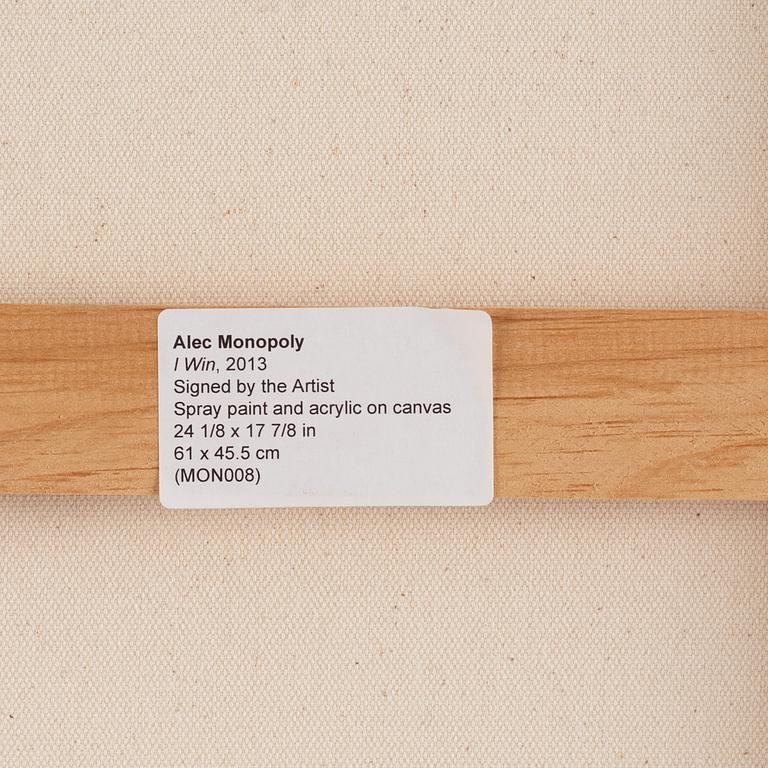 Alec Monopoly
I Win, 2013
Signed by the Artist
Spray paint and acrylic on canvas
24 1/8 x 17 7/8 in
61 x 45.5 cm
(MON008)